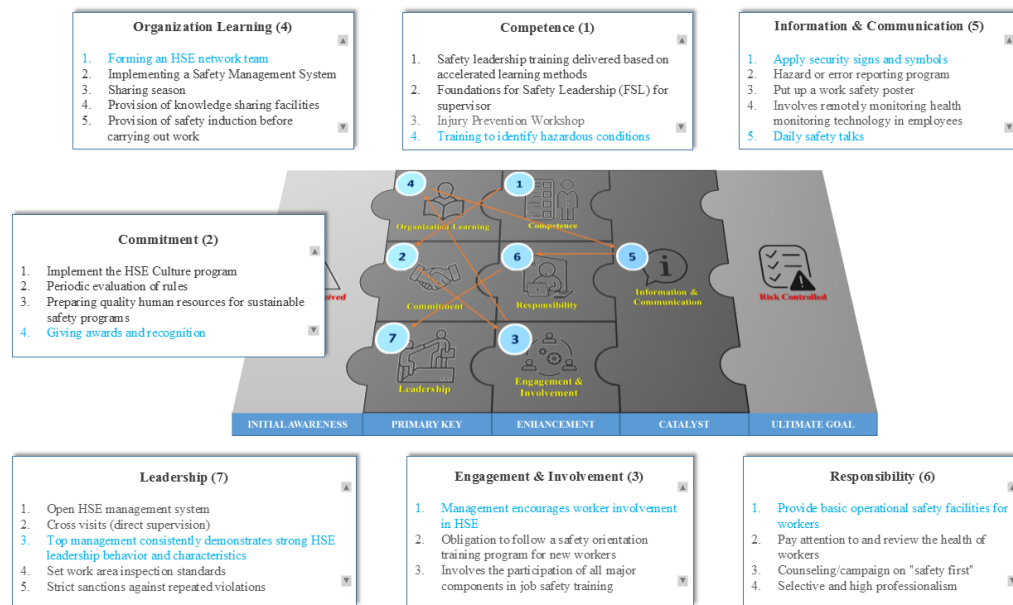 Organization Learning (4)
1. Forming an HSE network team
2. Implementing a Safety Management System
3. Sharing season
4. Provision of knowledge sharing facilities
5. Provision of safety induction before
carrying out work
Competence (1)
1. Safety leadership training delivered based on
accelerated learning methods
2. Foundations for Safety Leadership (FSL) for
supervisor
3. Injury Prevention Workshop
4. Training to identify hazardous conditions
Information & Communication (5)
1. Apply security signs and symbols
2. Hazard or error reporting program
3. Put up a work safety poster
4. Involves remotely monitoring health
monitoring technology in employees
5. Daily safety talks
Commitment (2)
1. Implement the HSE Culture program
2. Periodic evaluation of rules
3. Preparing quality human resources for sustainable
safety programs
4. Giving awards and recognition
4
Organization Learning
1
Competence
2
Commitment
6
Responsibility
5
Information &
Communication
Risk Controlled
7
Leadership
3
Engagement &
Involvement
INITIAL AWARENESS
PRIMARY KEY
ENHANCEMENT
CATALYST
ULTIMATE GOAL
Leadership (7)
1. Open HSE management system
2. Cross visits (direct supervision)
3. Top management consistently demonstrates strong HSE
leadership behavior and characteristics
4. Set work area inspection standards
5. Strict sanctions against repeated violations
Engagement & Involvement (3)
1. Management encourages worker involvement
in HSE
2. Obligation to follow a safety orientation
training program for new workers
3. Involves the participation of all major
components in job safety training
Responsibility (6)
1. Provide basic operational safety facilities for
workers
2. Pay attention to and review the health of
workers
3. Counseling/campaign on "safety first"
4. Selective and high professionalism